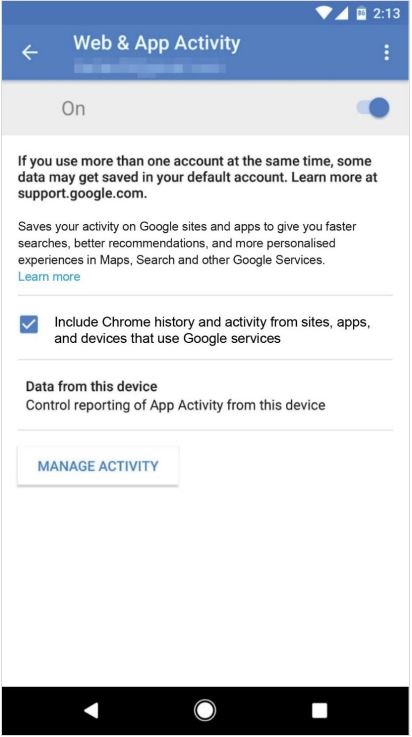 2:13
Web & App Activity
On
If you use more than one account at the same time, some
data may get saved in your default account. Learn more at
support.google.com.
Saves your activity on Google sites and apps to give you faster
searches, better recommendations, and more personalised
experiences in Maps, Search and other Google Services.
Learn more
Include Chrome history and activity from sites, apps,
and devices that use Google services
Data from this device
Control reporting of App Activity from this device
MANAGE ACTIVITY